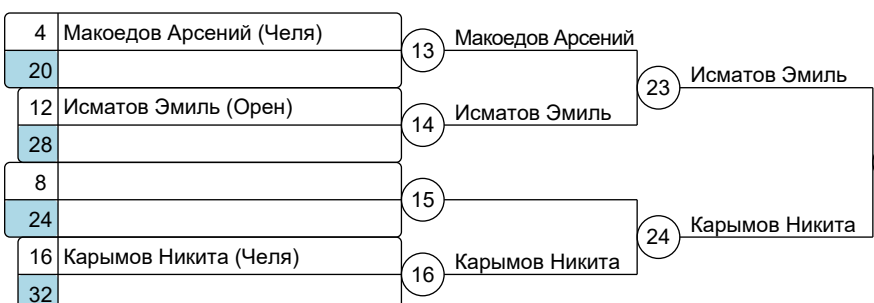 4 Макоедов Арсений (Челя)
20
13 Макоедов Арсений
12 Исматов Эмиль (Орен)
28
14 Исматов Эмиль
23 Исматов Эмиль
8
24
15
16 Карымов Никита (Челя)
32
16 Карымов Никита
24 Карымов Никита